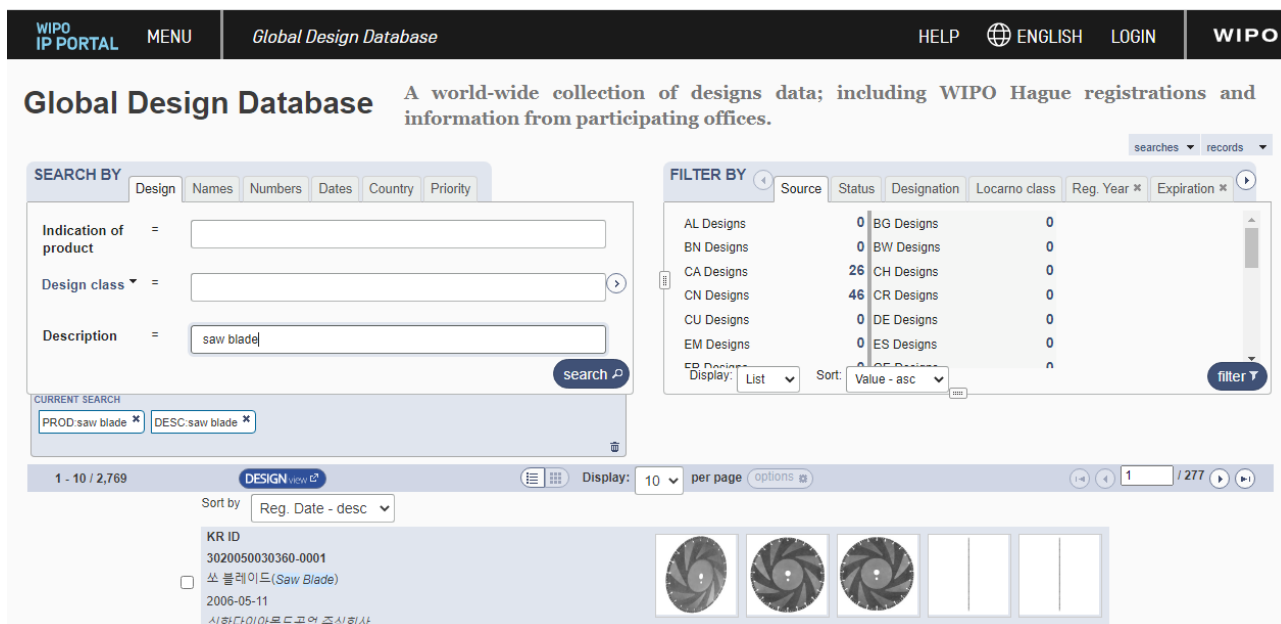 WIPO
IP PORTAL
MENU
Global Design Database
HELP
ENGLISH
LOGIN
WIPO
Global Design Database
A world-wide collection of designs data; including WIPO Hague registrations and
information from participating offices.
searches
records
SEARCH BY
Design
Names
Numbers
Dates
Country
Priority
Indication of
product
=
Design class
=
Description
=
saw blade
search
FILTER BY
Source
Status
Designation
Locarno class
Reg. Year
Expiration
AL Designs 0 BG Designs 0
BN Designs 0 BW Designs 0
CA Designs 26 CH Designs 0
CN Designs 46 CR Designs 0
CU Designs 0 DE Designs 0
EM Designs 0 ES Designs 0
Display: List
Sort: Value - asc
filter
CURRENT SEARCH
PROD:saw blade
DESC:saw blade
1 - 10 / 2,769
DESIGN view
Display: 10 per page
options
1 / 277
Sort by Reg. Date - desc
KR ID
3020050030360-0001
쏘 블레이드(Saw Blade)
2006-05-11